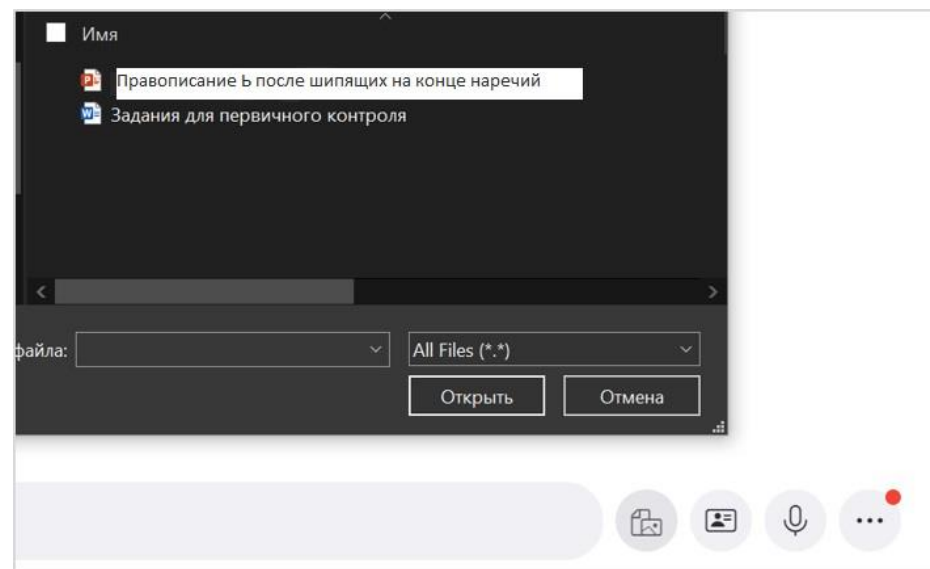 Имя
Правописание Ь после шипящих на конце наречий
Задания для первичного контроля
файла:
All Files (*.*)
Открыть
Отмена